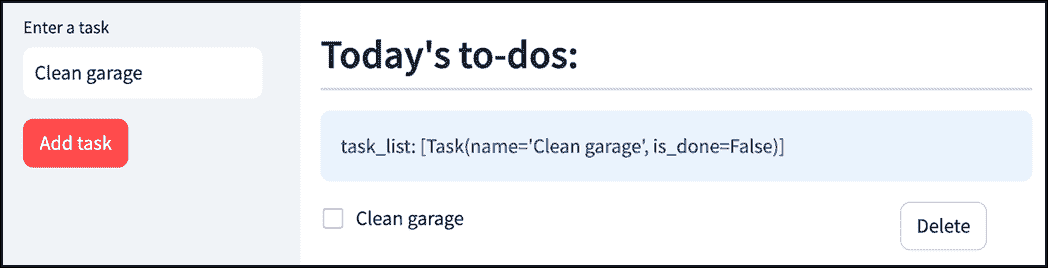 Enter a task
Clean garage
Add task
Today's to-dos:
task_list: [Task(name='Clean garage', is_done=False)]
Clean garage
Delete